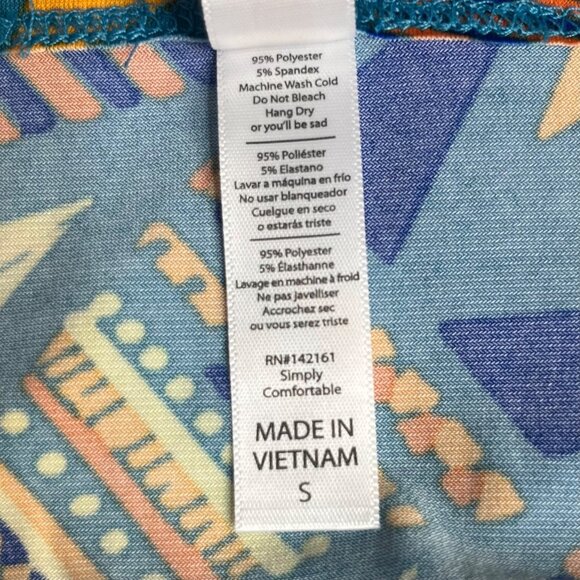 95% Polyester
5% Spandex
Machine Wash Cold
Do Not Bleach
Hang Dry
or you'll be sad
95% Poliéster
5% Elastano
Lavar a máquina en frío
No usar blanqueador
Cuelgue en seco
o estarás triste
95% Polyester
5% Élasthanne
Lavage en machine à froid
Ne pas javelliser
Accrochez sec
ou vous serez triste
RN#142161
Simply
Comfortable
MADE IN
VIETNAM
S